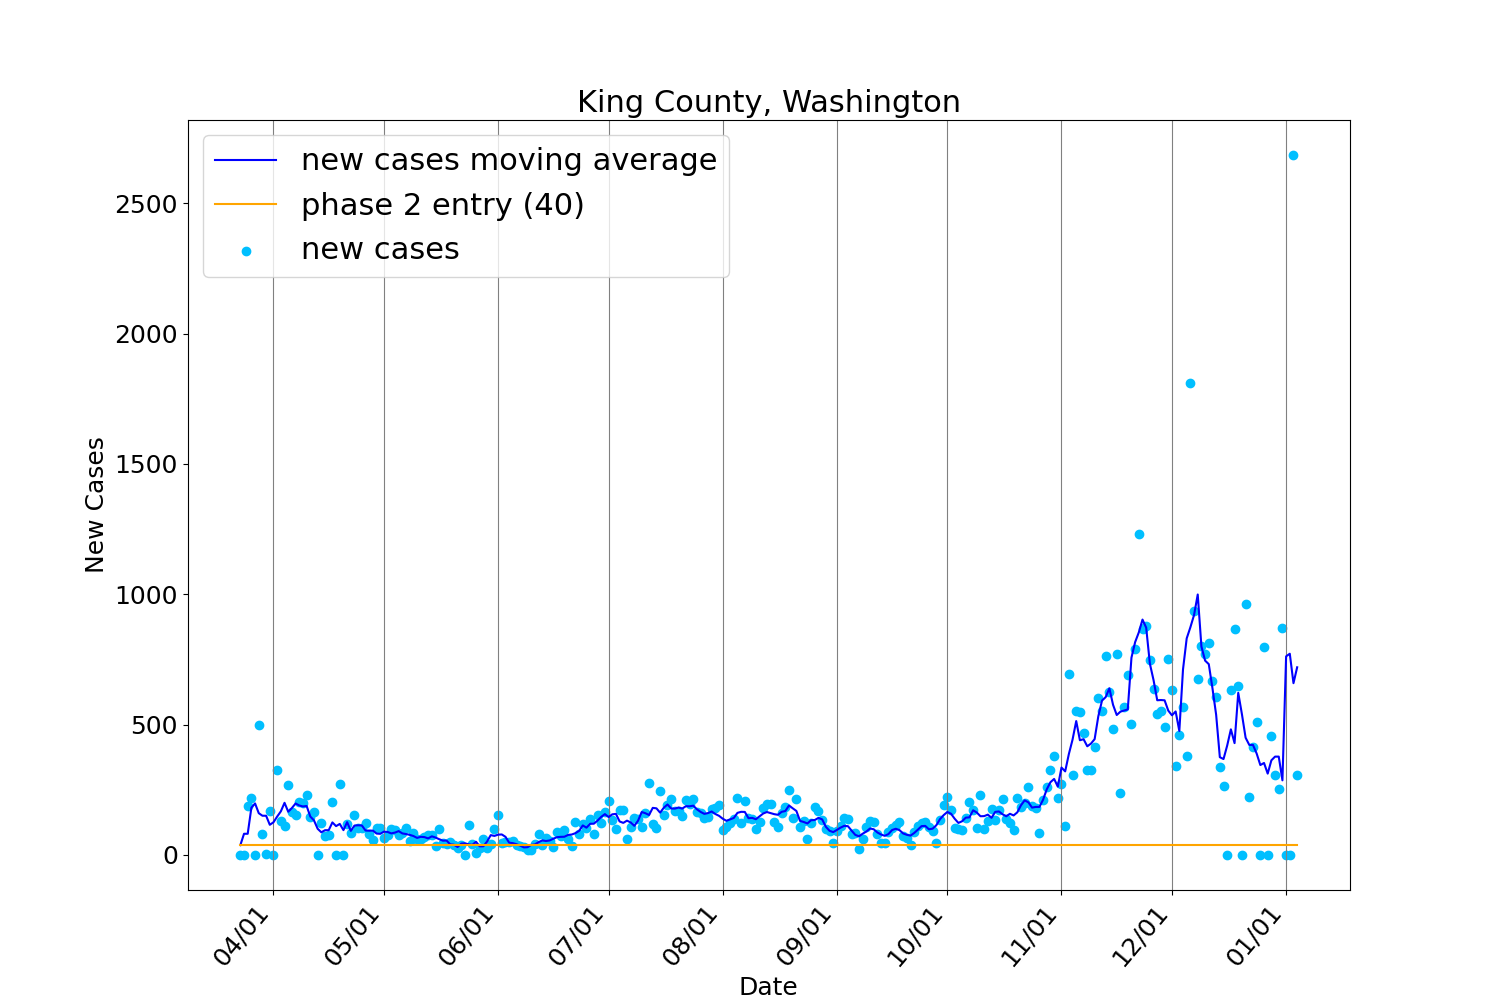 King County, Washington
new cases moving average
phase 2 entry (40)
new cases
2500
2000
1500
1000
500
0
New Cases
04/01
05/01
06/01
07/01
08/01
09/01
10/01
11/01
12/01
01/01
Date